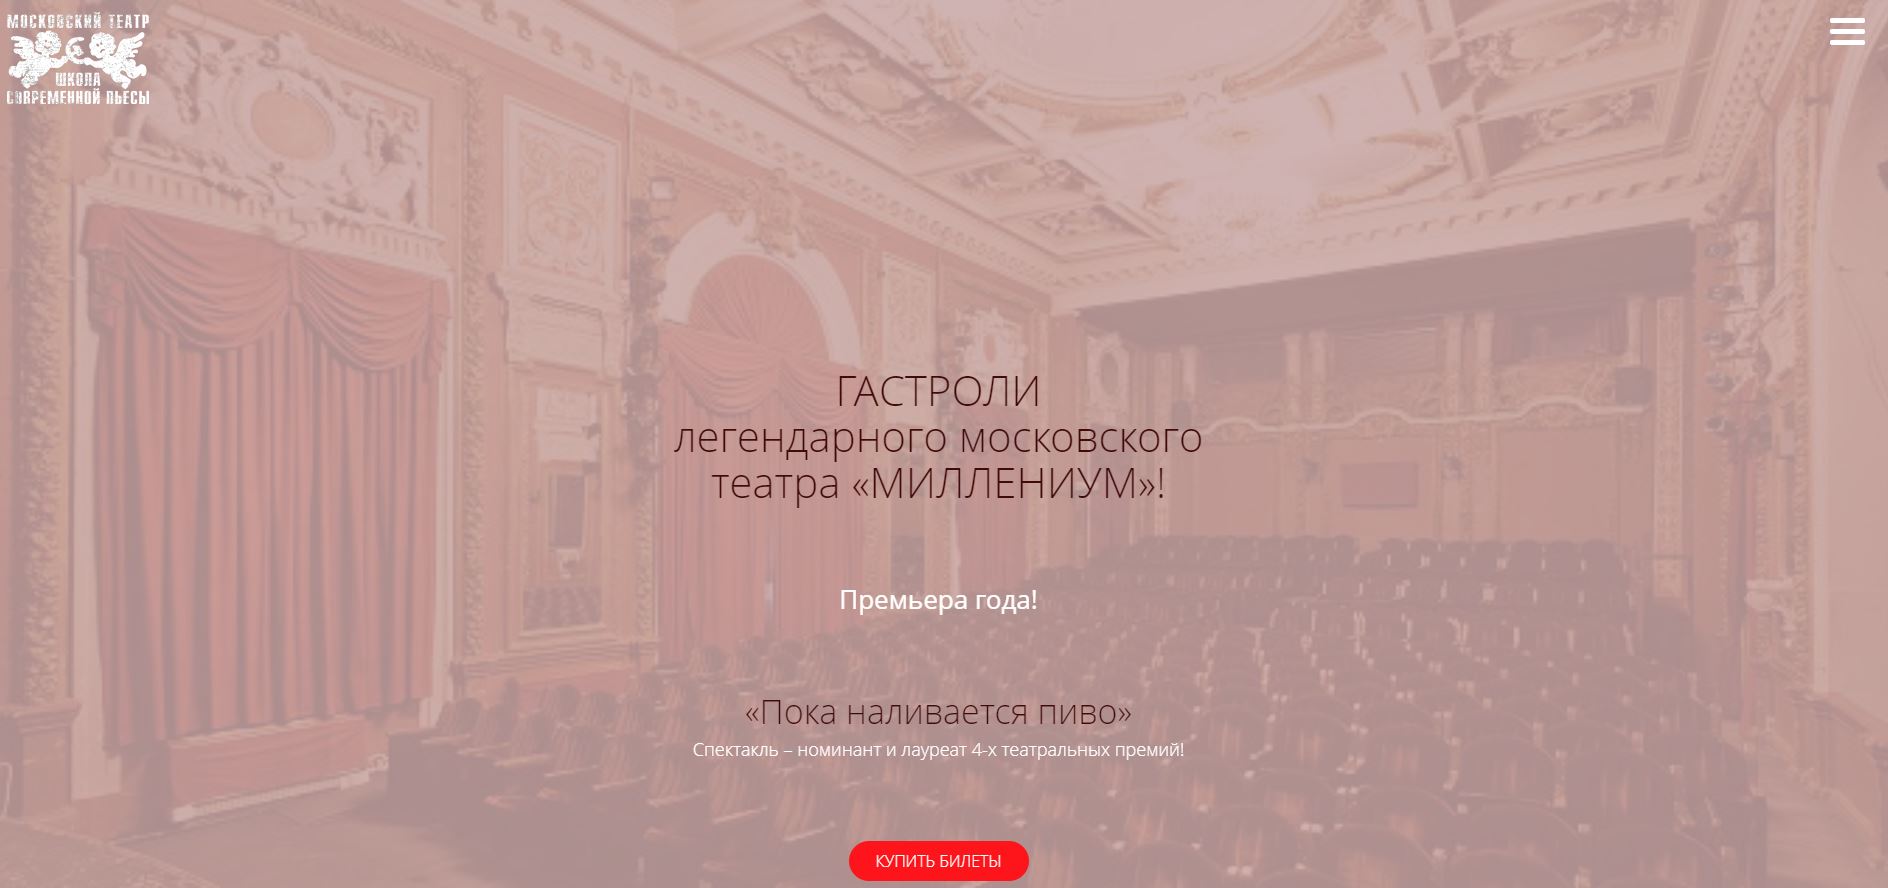 МОСКОВСКИЙ ТЕАТР
ШКОЛА
СОВРЕМЕННОЙ ПЬЕСЫ
ГАСТРОЛИ
легендарного московского
театра «МИЛЛЕНИУМ»!
Премьера года!
«Пока наливается пиво»
Спектакль – номинант и лауреат 4-х театральных премий!
КУПИТЬ БИЛЕТЫ